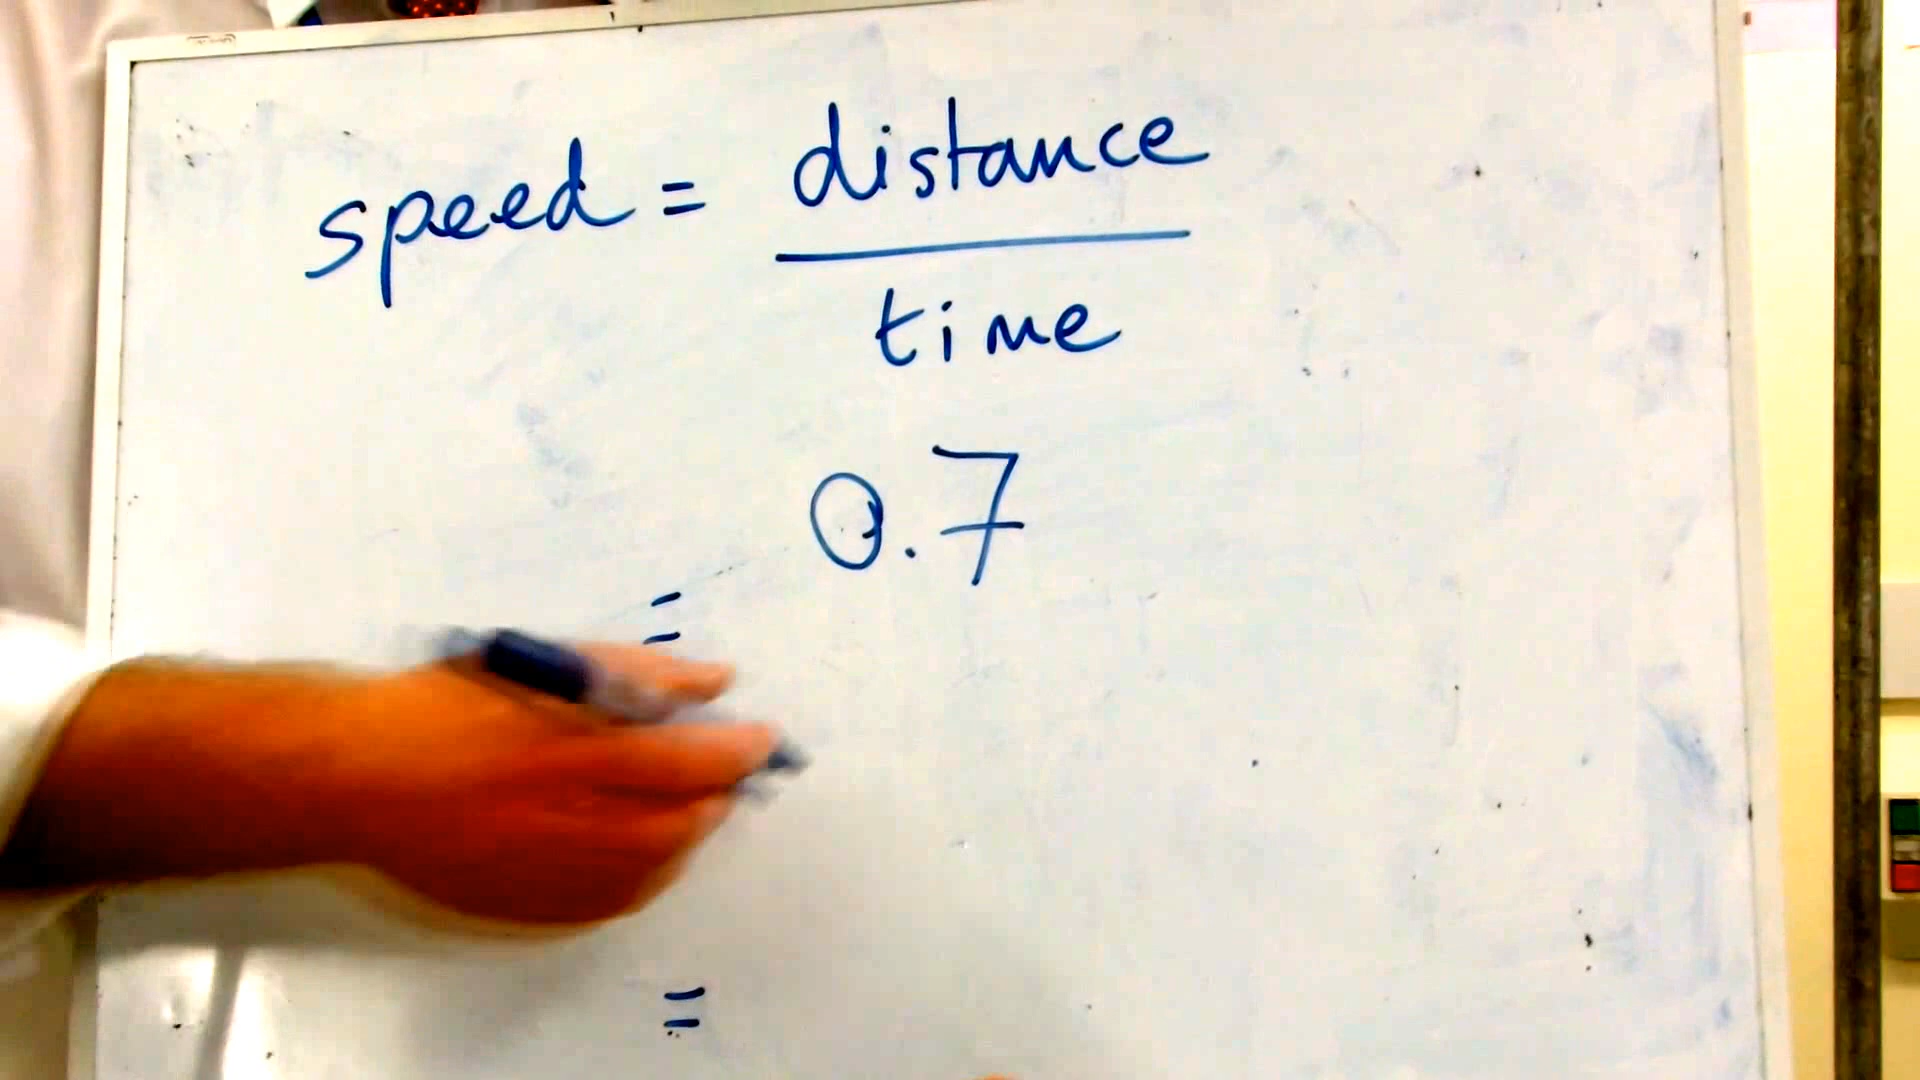 speed = distance
time
0.7
=
=